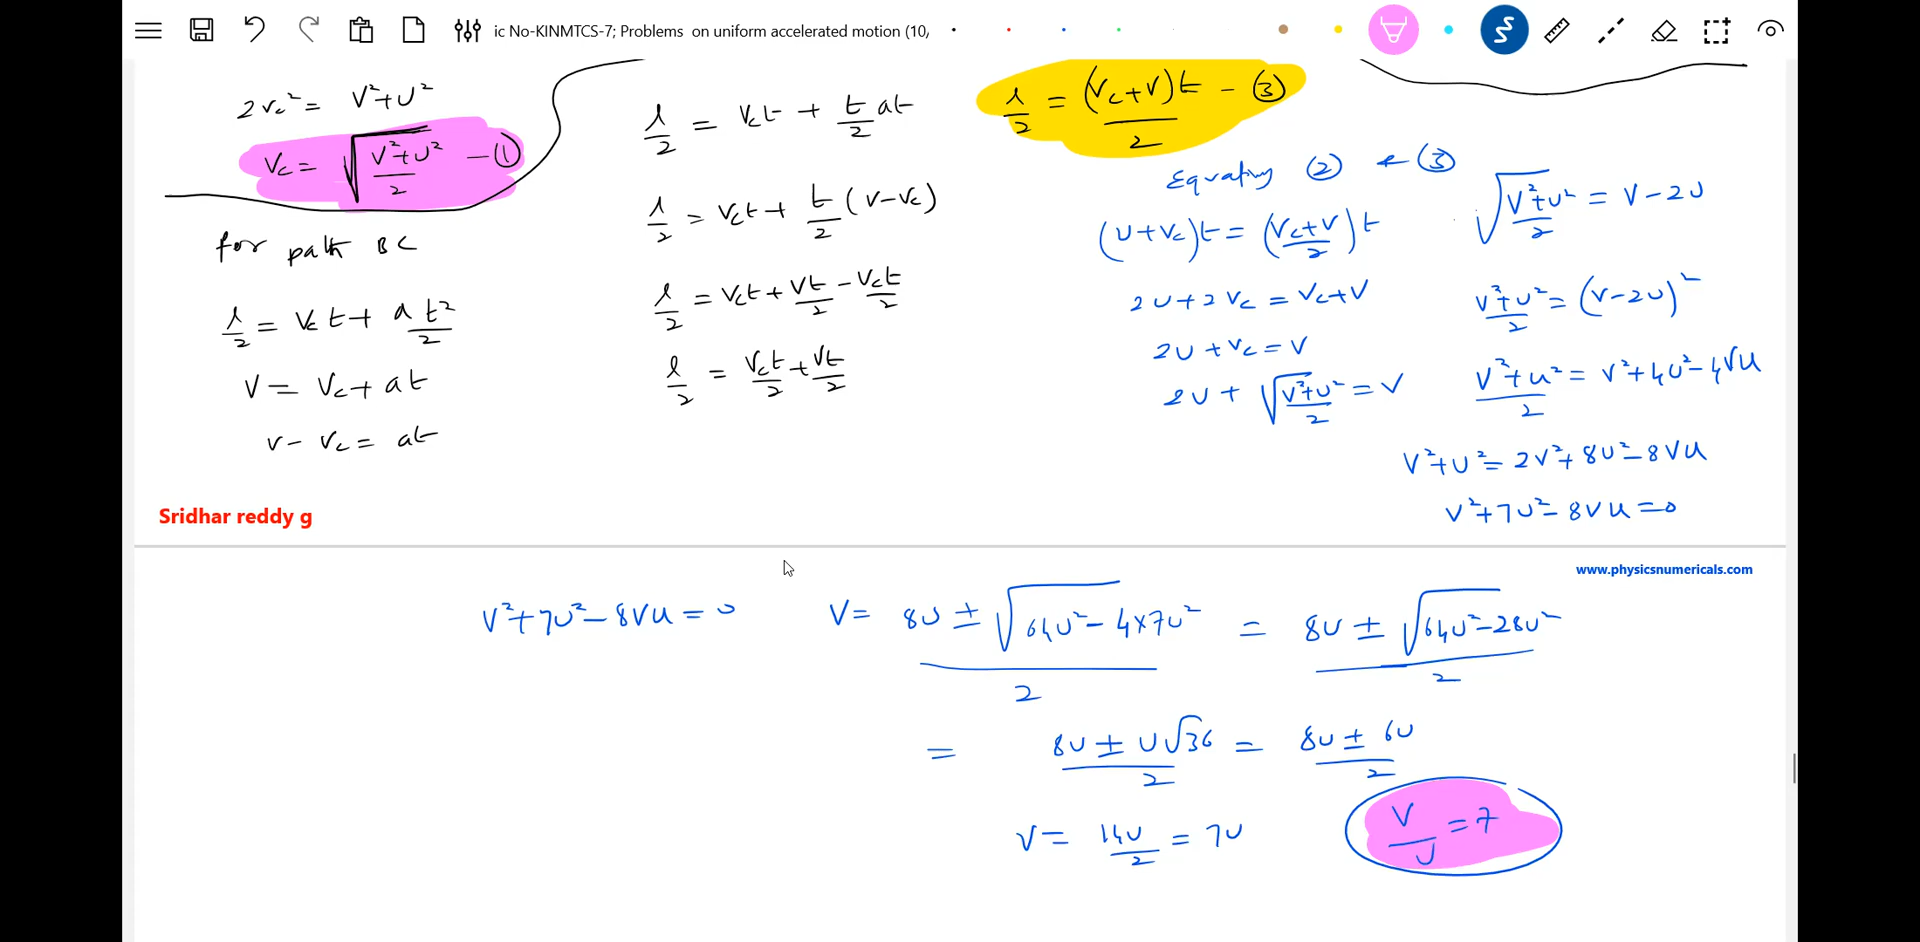 ic No-KINMTCS-7; Problems on uniform accelerated motion (10,
2Vc² = V²+U²
Vc = √((V²+U²)/2) - ①
for path BC
l/2 = Vc t + a t²/2
V = Vc + at
V - Vc = at
l/2 = Vc t + t/2 at
l/2 = Vc t + t/2 (V-Vc)
l/2 = Vc t + Vt/2 - Vc t/2
l/2 = Vc t/2 + Vt/2
l/2 = (Vc+V)t/2 - ③
Equating ② ← ③
(U+Vc)t = ((Vc+V)/2)t
2U+2Vc = Vc+V
2U+Vc = V
2U + √((V²+U²)/2) = V
√((V²+U²)/2) = V-2U
(V²+U²)/2 = (V-2U)²
(V²+U²)/2 = V²+4U²-4VU
V²+U² = 2V²+8U²-8VU
V²+7U²-8VU=0
Sridhar reddy g
www.physicsnumericals.com
V²+7U²-8VU=0
V = (8U ± √(64U²-4×7U²))/2 = (8U ± √(64U²-28U²))/2
= (8U ± U√36)/2 = (8U ± 6U)/2
V = 14U/2 = 7U
V/U = 7